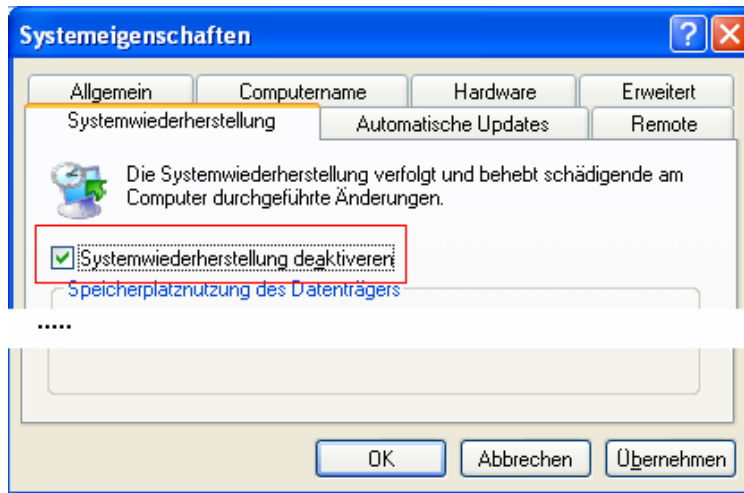 Systemeigenschaften
Allgemein
Computername
Hardware
Erweitert
Systemwiederherstellung
Automatische Updates
Remote
Die Systemwiederherstellung verfolgt und behebt schädigende am
Computer durchgeführte Änderungen.
Systemwiederherstellung deaktiveren
Speicherplatznutzung des Datenträgers
.....
OK
Abbrechen
Übernehmen